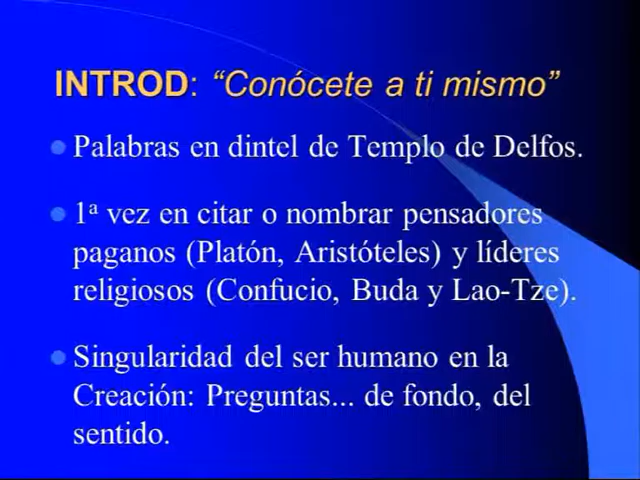 INTROD: “Conócete a ti mismo”
Palabras en dintel de Templo de Delfos.
1ª vez en citar o nombrar pensadores
paganos (Platón, Aristóteles) y líderes
religiosos (Confucio, Buda y Lao-Tze).
Singularidad del ser humano en la
Creación: Preguntas... de fondo, del
sentido.